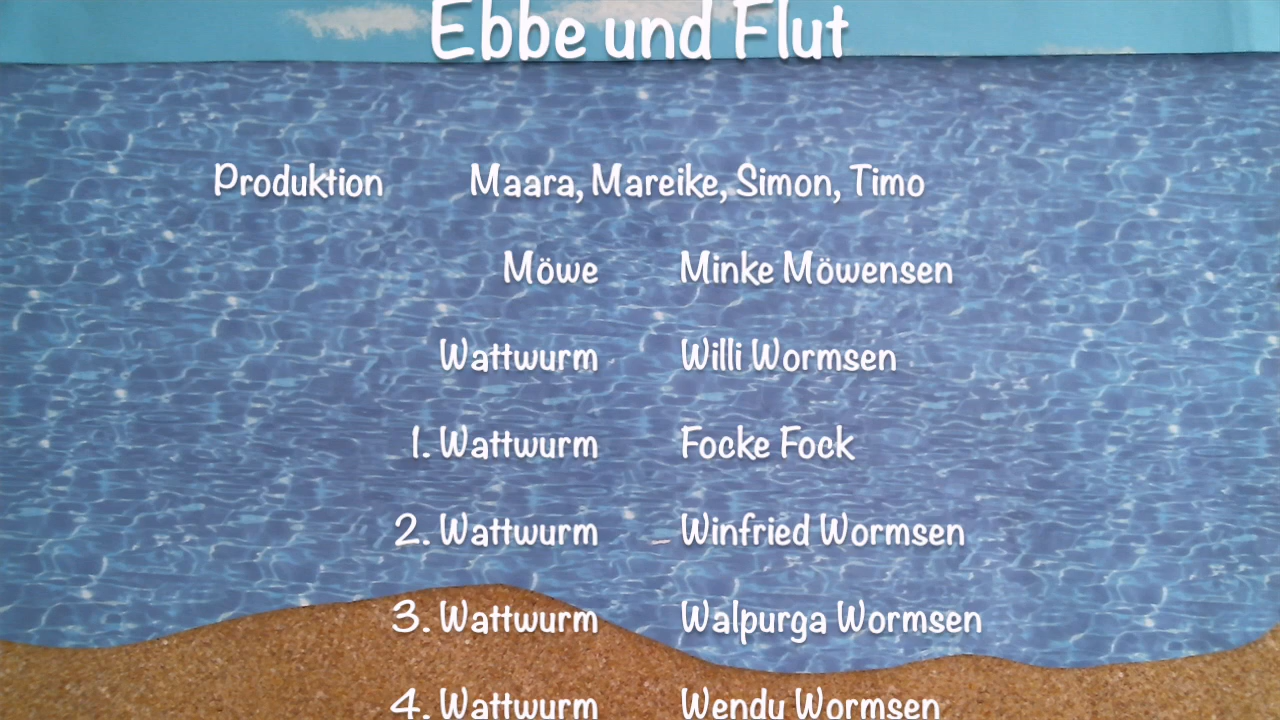 Ebbe und Flut
Produktion Maara, Mareike, Simon, Timo
Möwe Minke Möwensen
Wattwurm Willi Wormsen
1. Wattwurm Focke Fock
2. Wattwurm Winfried Wormsen
3. Wattwurm Walpurga Wormsen
4. Wattwurm Wendy Wormsen